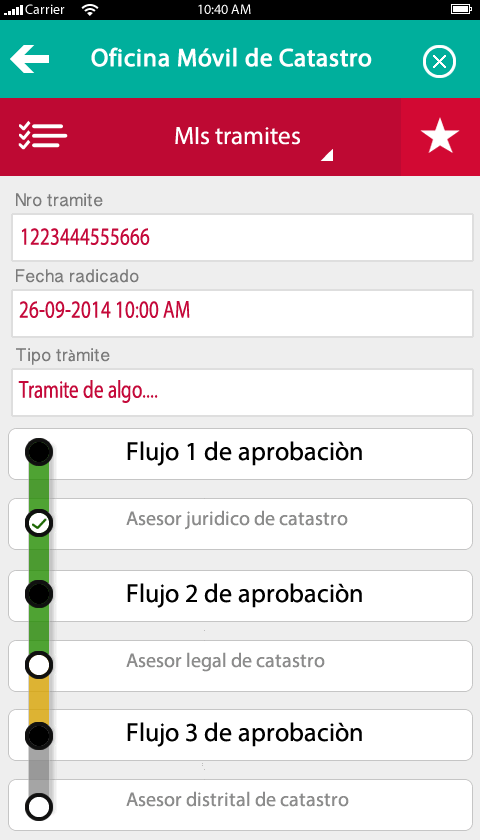 Carrier 10:40 AM
Oficina Móvil de Catastro
MIs tramites
Nro tramite
1223444555666
Fecha radicado
26-09-2014 10:00 AM
Tipo tràmite
Tramite de algo....
Flujo 1 de aprobaciòn
Asesor juridico de catastro
Flujo 2 de aprobaciòn
Asesor legal de catastro
Flujo 3 de aprobaciòn
Asesor distrital de catastro